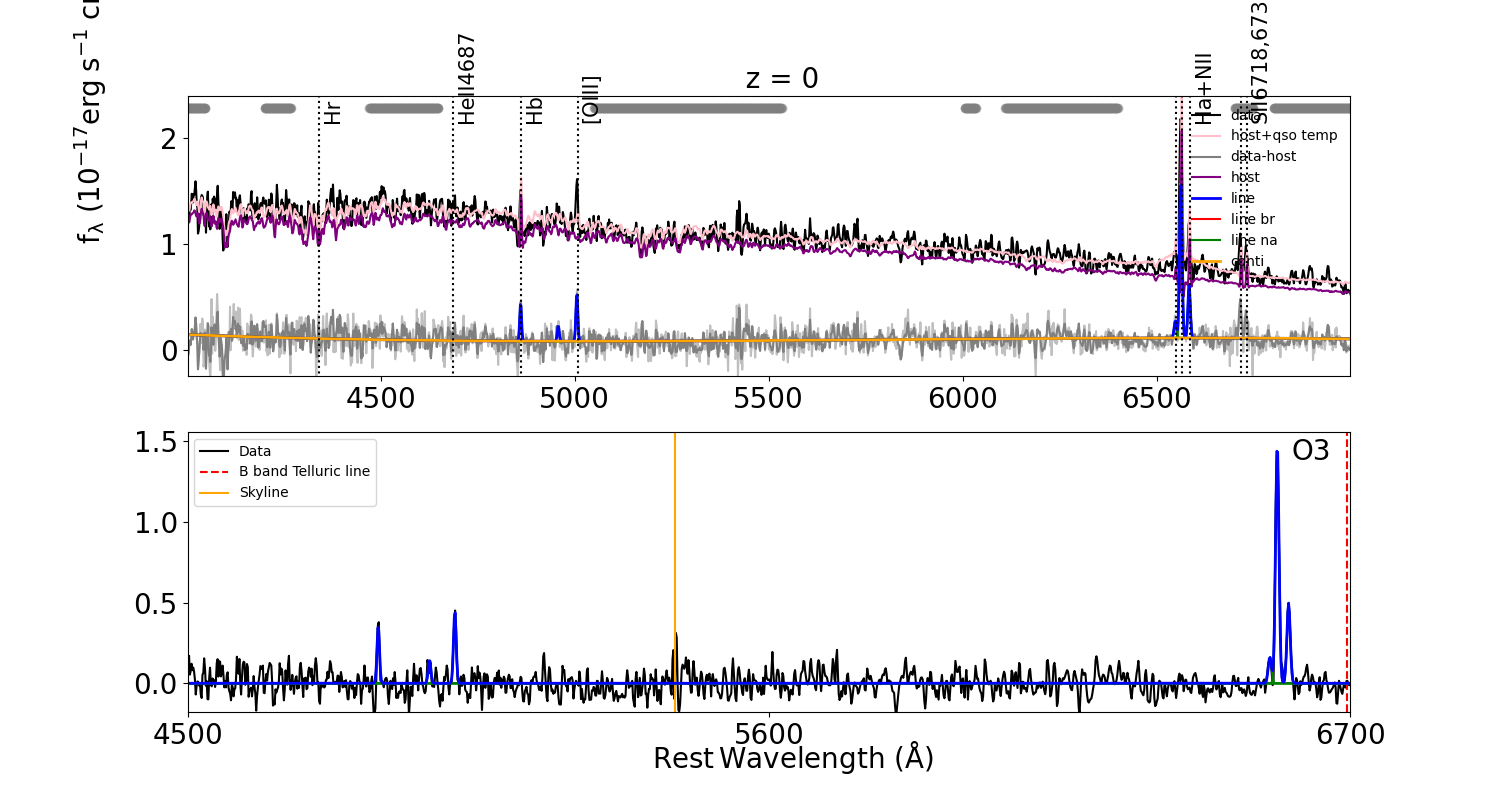 z = 0
f_λ (10^−17 erg s^−1
Hr
HeII4687
Hb
[OIII]
Ha+NII
SII6718,673
data
host+qso temp
data-host
host
line
line br
line na
conti
2
1
0
4500
5000
5500
6000
6500
Data
B band Telluric line
Skyline
O3
1.5
1.0
0.5
0.0
4500
5600
6700
Rest Wavelength (Å)